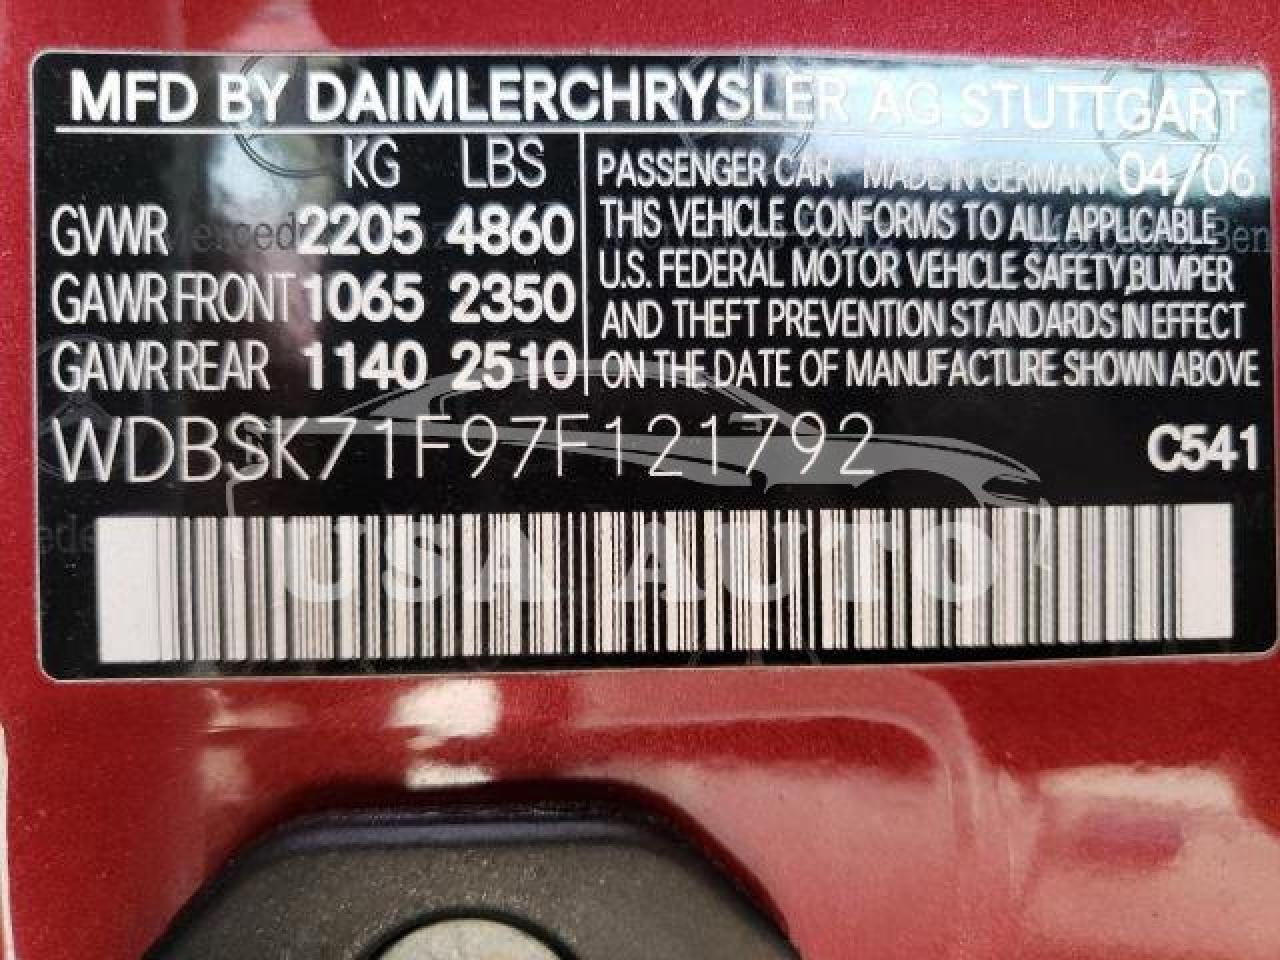 MFD BY DAIMLERCHRYSLER AG STUTTGART
KG LBS
GVWR 2205 4860
GAWR FRONT 1065 2350
GAWR REAR 1140 2510
PASSENGER CAR MADE IN GERMANY 04/06
THIS VEHICLE CONFORMS TO ALL APPLICABLE
U.S. FEDERAL MOTOR VEHICLE SAFETY, BUMPER
AND THEFT PREVENTION STANDARDS IN EFFECT
ON THE DATE OF MANUFACTURE SHOWN ABOVE
WDBSK71F97F121792 C541
USA AUTO